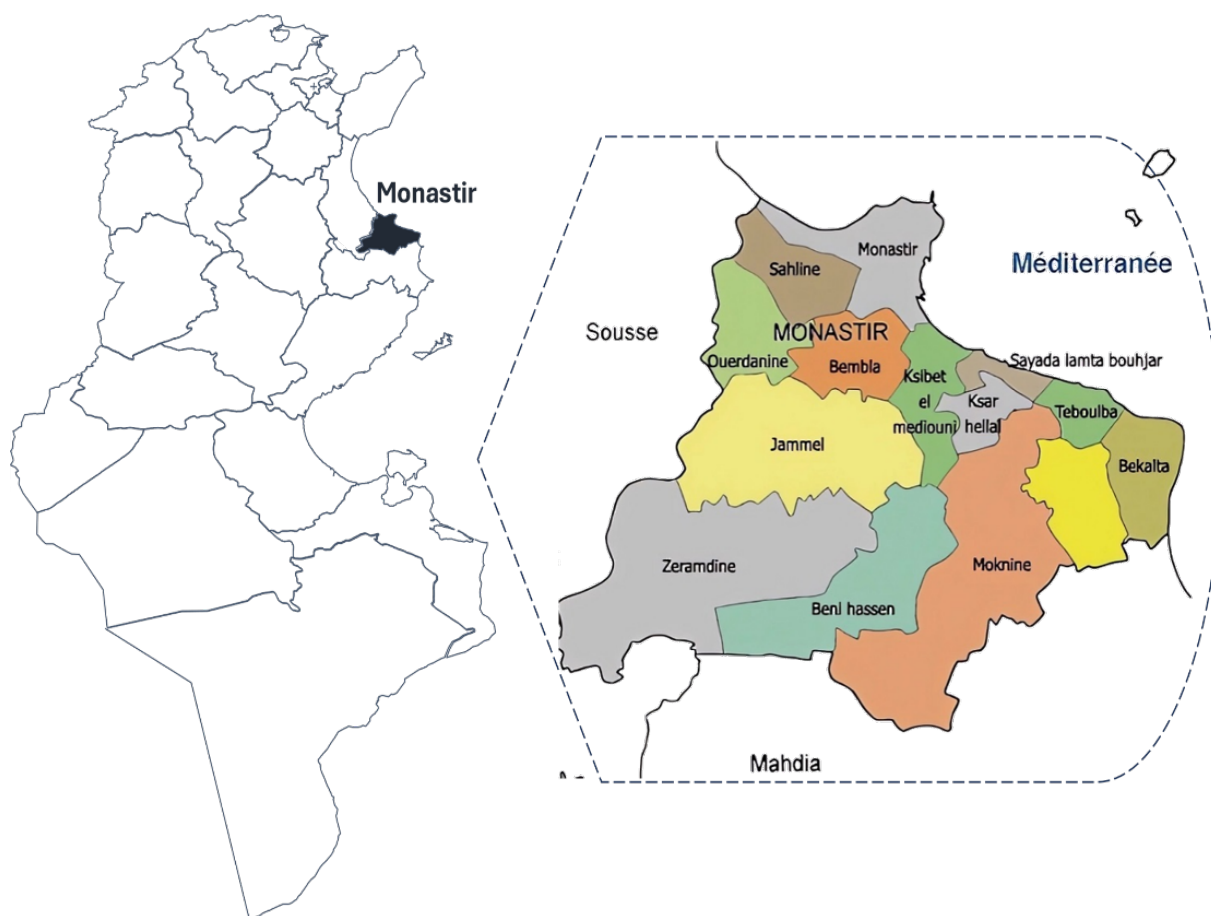 Monastir
Méditerranée
Monastir
Sahline
Sousse
MONASTIR
Ouerdanine
Bembla
Ksibet
el
mediouni
Sayada lamta bouhjar
Ksar
hellal
Teboulba
Jammel
Bekalta
Zeramdine
Moknine
Beni hassen
Mahdia